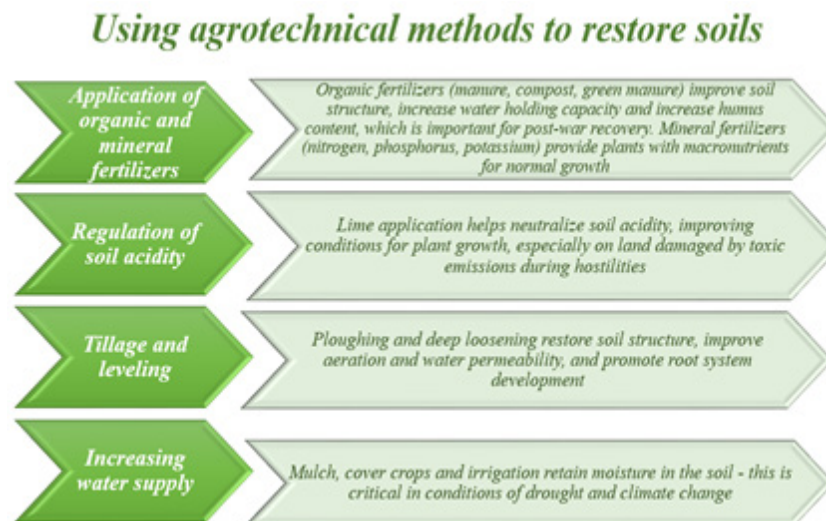 Using agrotechnical methods to restore soils
Application of
organic and
mineral
fertilizers
Organic fertilizers (manure, compost, green manure) improve soil
structure, increase water holding capacity and increase humus
content, which is important for post-war recovery. Mineral fertilizers
(nitrogen, phosphorus, potassium) provide plants with macronutrients
for normal growth
Regulation of
soil acidity
Lime application helps neutralize soil acidity, improving
conditions for plant growth, especially on land damaged by toxic
emissions during hostilities
Tillage and
leveling
Ploughing and deep loosening restore soil structure, improve
aeration and water permeability, and promote root system
development
Increasing
water supply
Mulch, cover crops and irrigation retain moisture in the soil - this is
critical in conditions of drought and climate change